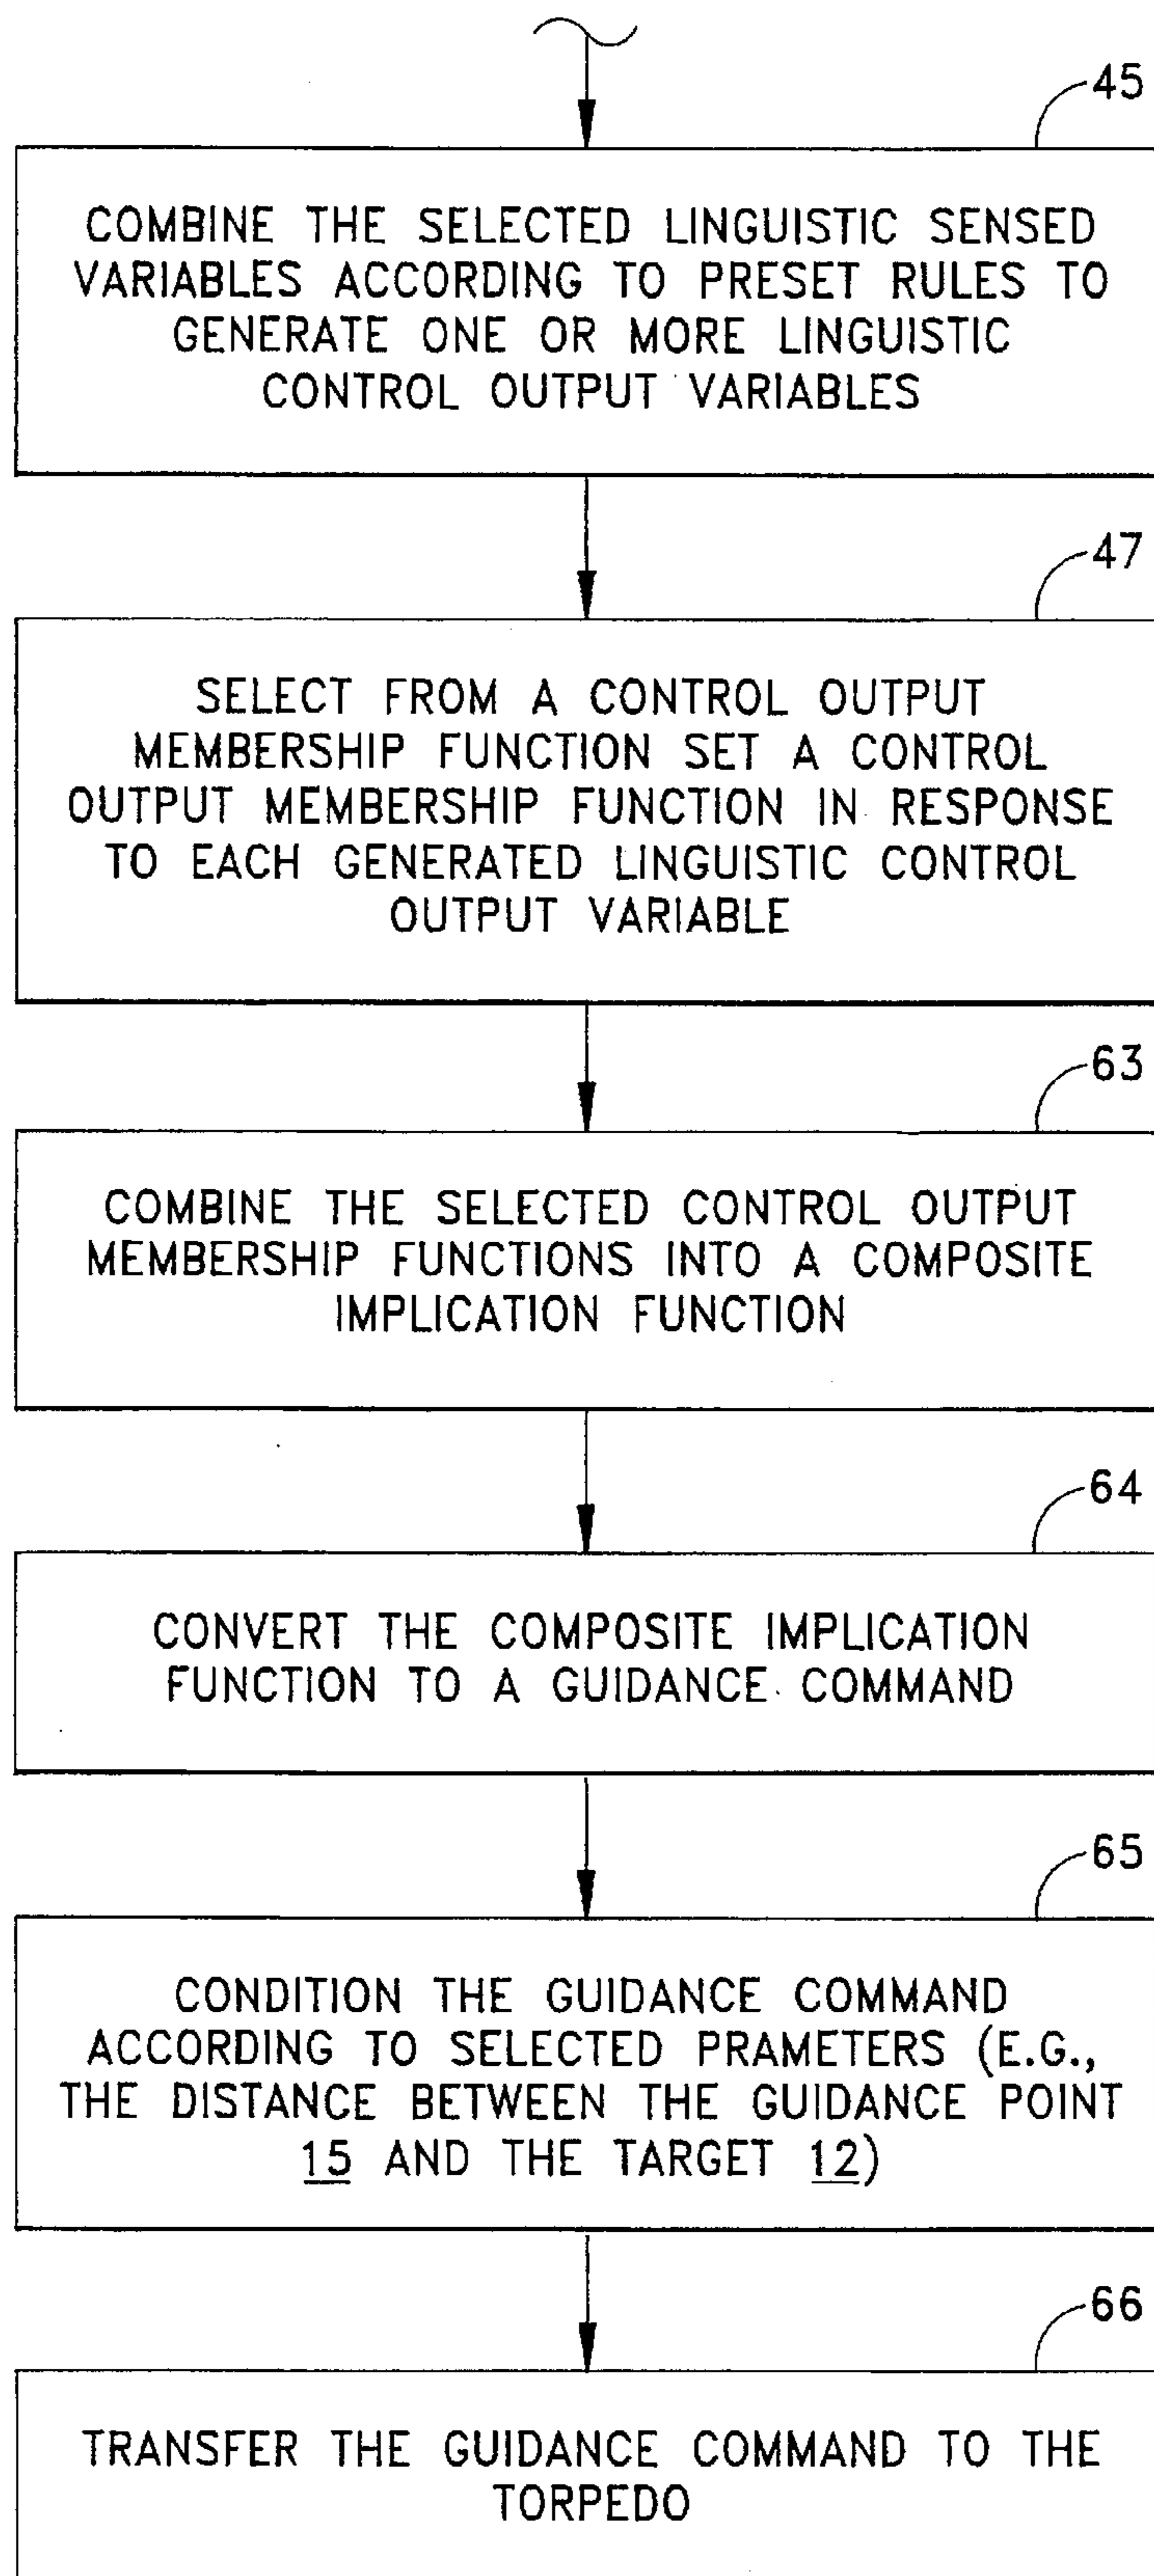 45
COMBINE THE SELECTED LINGUISTIC SENSED
VARIABLES ACCORDING TO PRESET RULES TO
GENERATE ONE OR MORE LINGUISTIC
CONTROL OUTPUT VARIABLES
47
SELECT FROM A CONTROL OUTPUT
MEMBERSHIP FUNCTION SET A CONTROL
OUTPUT MEMBERSHIP FUNCTION IN RESPONSE
TO EACH GENERATED LINGUISTIC CONTROL
OUTPUT VARIABLE
63
COMBINE THE SELECTED CONTROL OUTPUT
MEMBERSHIP FUNCTIONS INTO A COMPOSITE
IMPLICATION FUNCTION
64
CONVERT THE COMPOSITE IMPLICATION
FUNCTION TO A GUIDANCE COMMAND
65
CONDITION THE GUIDANCE COMMAND
ACCORDING TO SELECTED PRAMETERS (E.G.,
THE DISTANCE BETWEEN THE GUIDANCE POINT
15 AND THE TARGET 12)
66
TRANSFER THE GUIDANCE COMMAND TO THE
TORPEDO